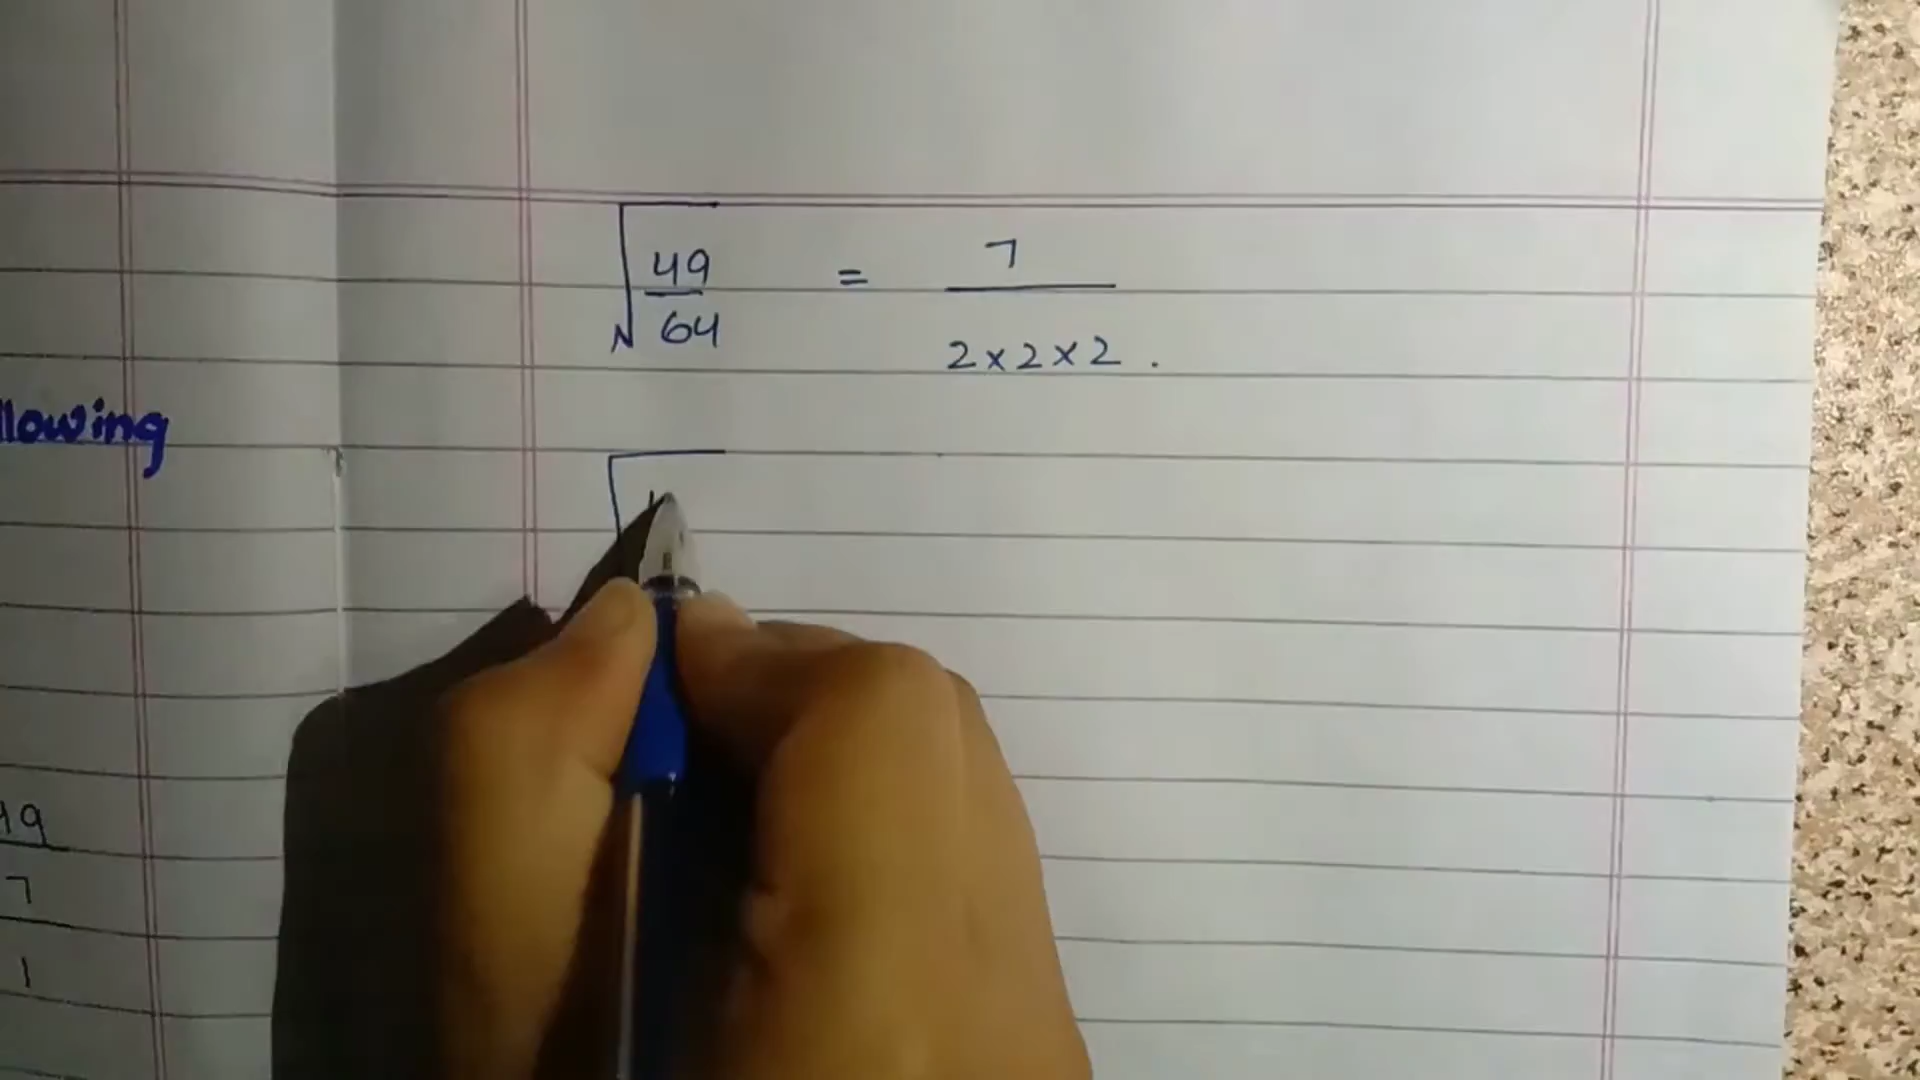 llowing
49
7
1
√49/64 = 7/2×2×2 .
√